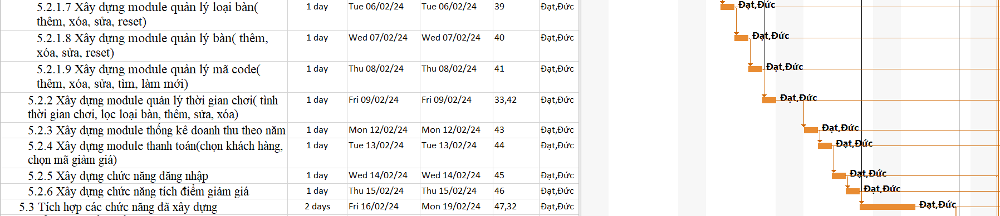 5.2.1.7 Xây dựng module quản lý loại bàn( 1 day Tue 06/02/24 Tue 06/02/24 39 Đạt,Đức Đạt,Đức
thêm, xóa, sửa, reset)
5.2.1.8 Xây dựng module quản lý bàn( thêm, 1 day Wed 07/02/24 Wed 07/02/24 40 Đạt,Đức Đạt,Đức
xóa, sửa, reset)
5.2.1.9 Xây dựng module quản lý mã code( 1 day Thu 08/02/24 Thu 08/02/24 41 Đạt,Đức Đạt,Đức
thêm, xóa, sửa, tìm, làm mới)
5.2.2 Xây dựng module quản lý thời gian chơi( tình 1 day Fri 09/02/24 Fri 09/02/24 33,42 Đạt,Đức Đạt,Đức
thời gian chơi, lọc loại bàn, thêm, sửa, xóa)
5.2.3 Xây dựng module thống kê doanh thu theo năm 1 day Mon 12/02/24 Mon 12/02/24 43 Đạt,Đức Đạt,Đức
5.2.4 Xây dựng module thanh toán(chọn khách hàng, 1 day Tue 13/02/24 Tue 13/02/24 44 Đạt,Đức Đạt,Đức
chọn mã giảm giá)
5.2.5 Xây dựng chức năng đăng nhập 1 day Wed 14/02/24 Wed 14/02/24 45 Đạt,Đức Đạt,Đức
5.2.6 Xây dựng chức năng tích điểm giảm giá 1 day Thu 15/02/24 Thu 15/02/24 46 Đạt,Đức Đạt,Đức
5.3 Tích hợp các chức năng đã xây dựng 2 days Fri 16/02/24 Mon 19/02/24 47,32 Đạt,Đức Đạt,Đức